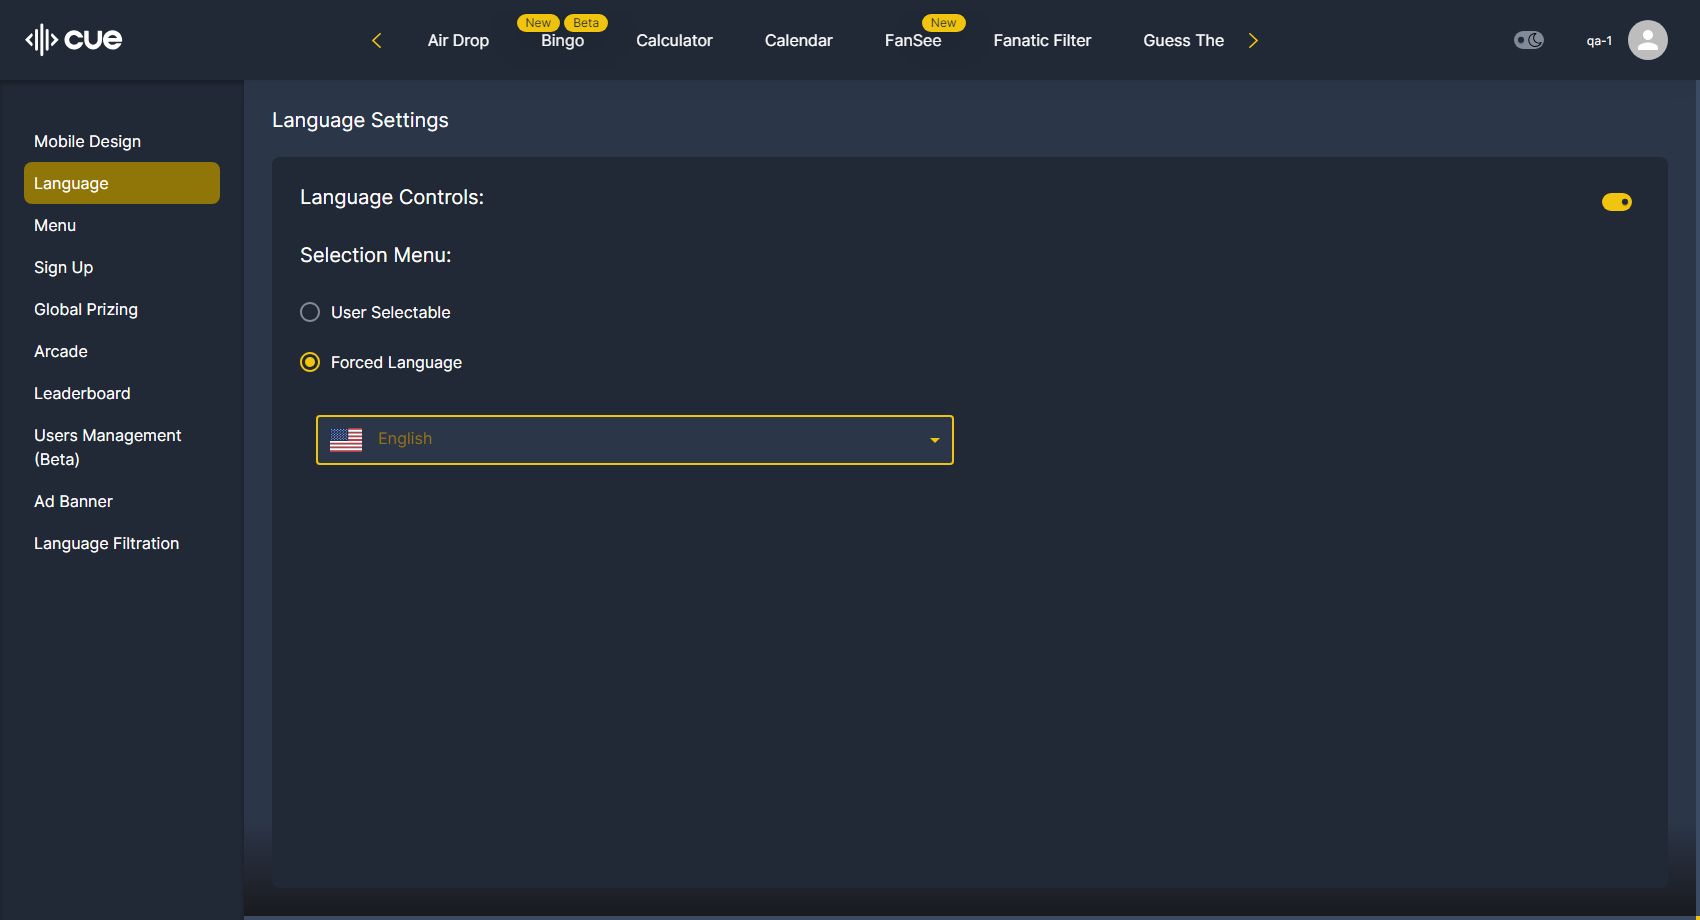 cue
Air Drop
New
Beta
Bingo
Calculator
Calendar
New
FanSee
Fanatic Filter
Guess The
qa-1
Mobile Design
Language
Menu
Sign Up
Global Prizing
Arcade
Leaderboard
Users Management
(Beta)
Ad Banner
Language Filtration
Language Settings
Language Controls:
Selection Menu:
User Selectable
Forced Language
English